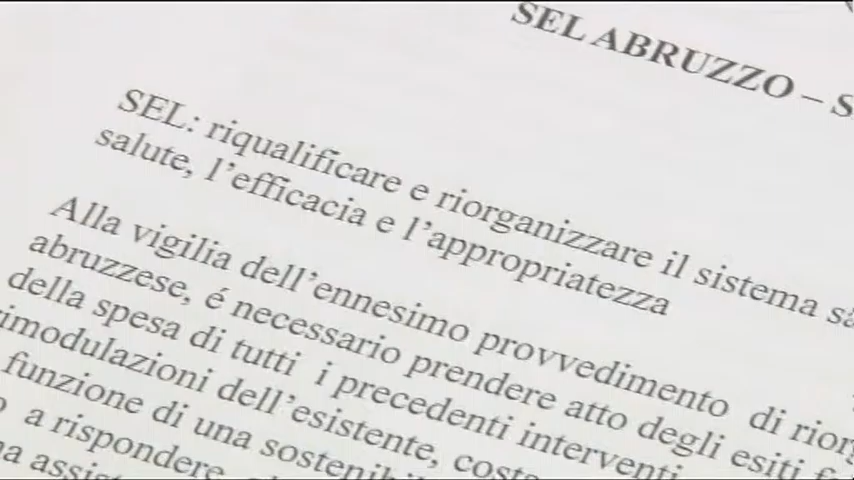 SEL ABRUZZO –
SEL: riqualificare e riorganizzare il sistema
salute, l'efficacia e l'appropriatezza
Alla vigilia dell'ennesimo provvedimento di
abruzzese, é necessario prendere atto degli esiti
della spesa di tutti i precedenti interventi
rimodulazioni dell'esistente,
funzione di una
a rispondere